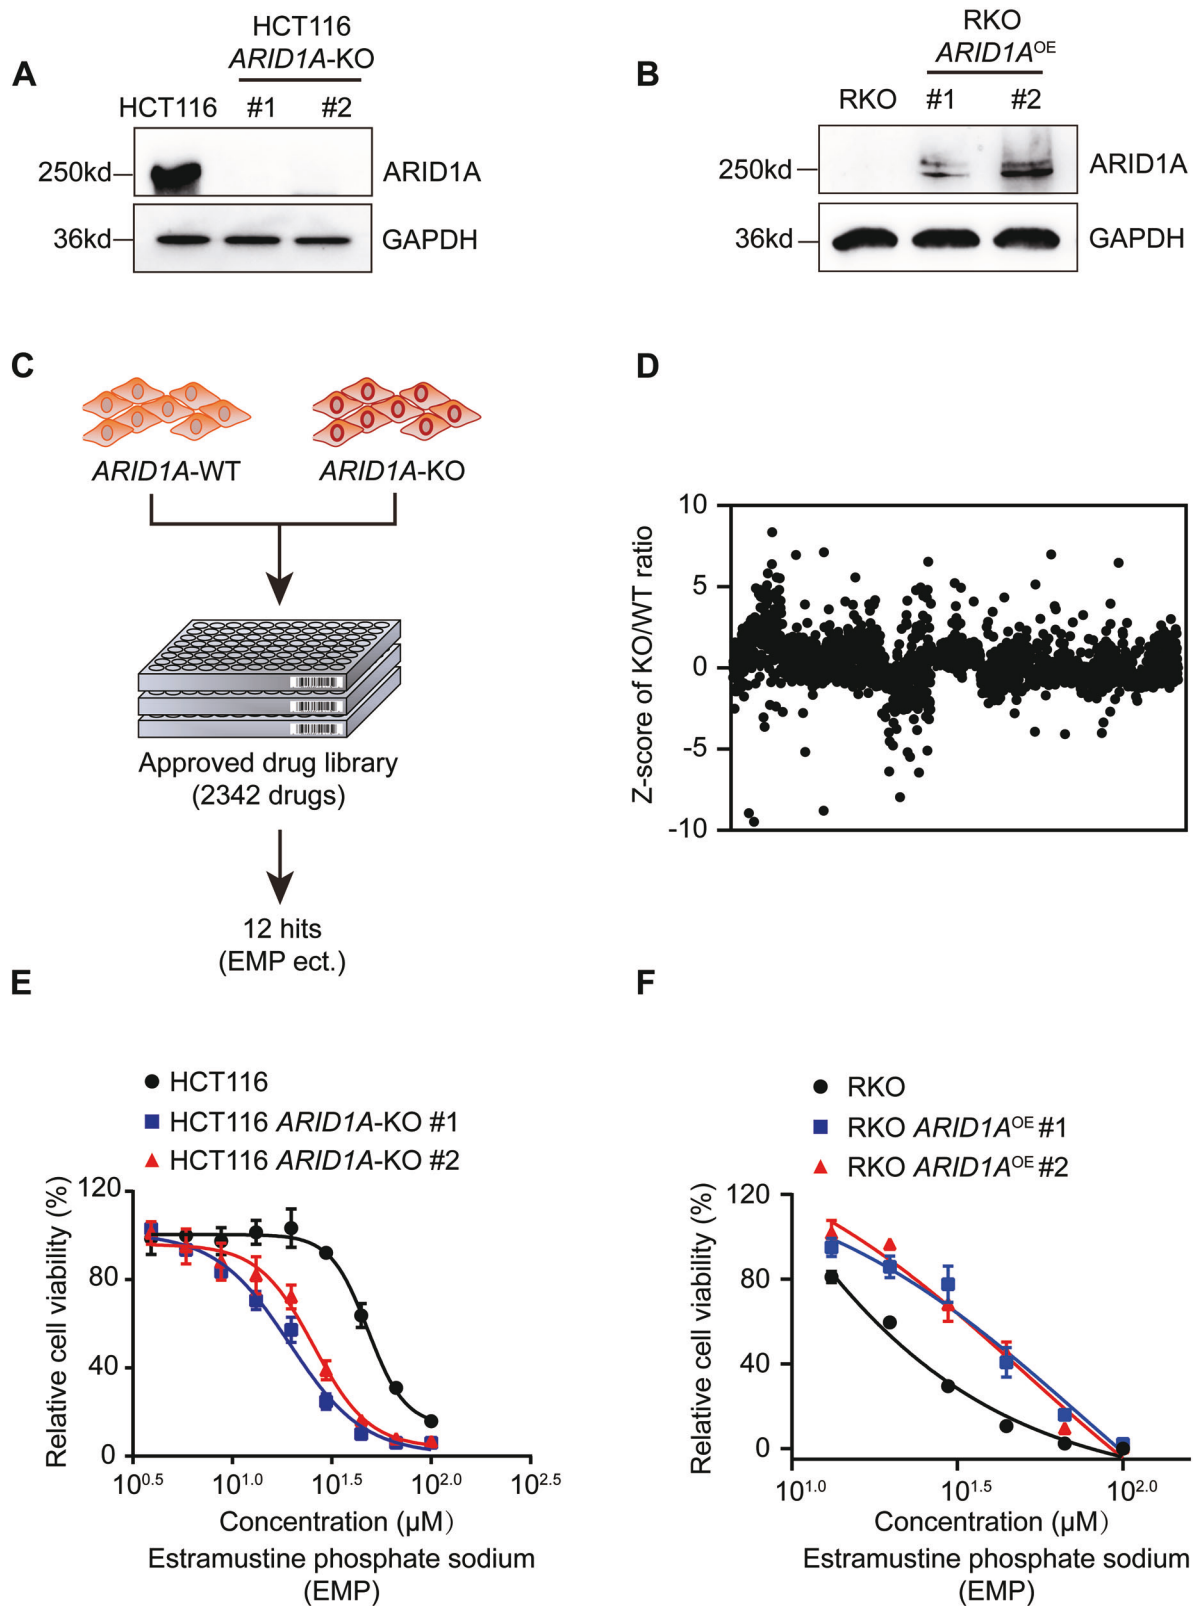 A
HCT116
ARID1A-KO
HCT116 #1 #2
250kd
ARID1A
36kd
GAPDH
B
RKO
ARID1A^OE
RKO #1 #2
250kd
ARID1A
36kd
GAPDH
C
ARID1A-WT ARID1A-KO
Approved drug library
(2342 drugs)
12 hits
(EMP ect.)
D
Z-score of KO/WT ratio
10
5
0
-5
-10
E
HCT116
HCT116 ARID1A-KO #1
HCT116 ARID1A-KO #2
Relative cell viability (%)
120
80
40
0
10^0.5 10^1.0 10^1.5 10^2.0 10^2.5
Concentration (μM)
Estramustine phosphate sodium
(EMP)
F
RKO
RKO ARID1A^OE #1
RKO ARID1A^OE #2
Relative cell viability (%)
120
80
40
0
10^1.0 10^1.5 10^2.0
Concentration (μM)
Estramustine phosphate sodium
(EMP)